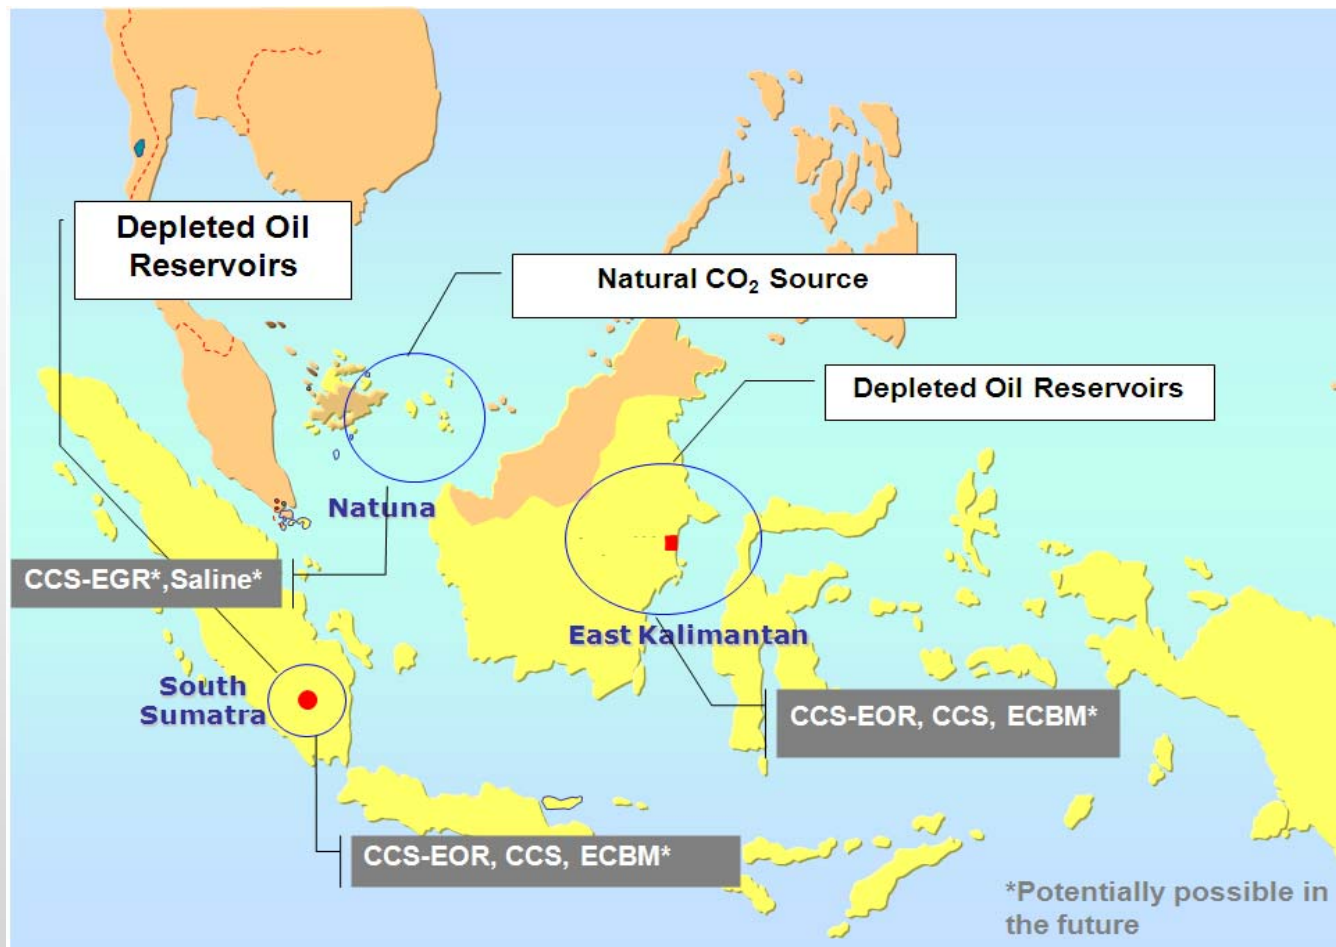 Depleted Oil
Reservoirs
Natural CO₂ Source
Depleted Oil Reservoirs
Natuna
CCS-EGR*,Saline*
East Kalimantan
South
Sumatra
CCS-EOR, CCS, ECBM*
CCS-EOR, CCS, ECBM*
*Potentially possible in
the future